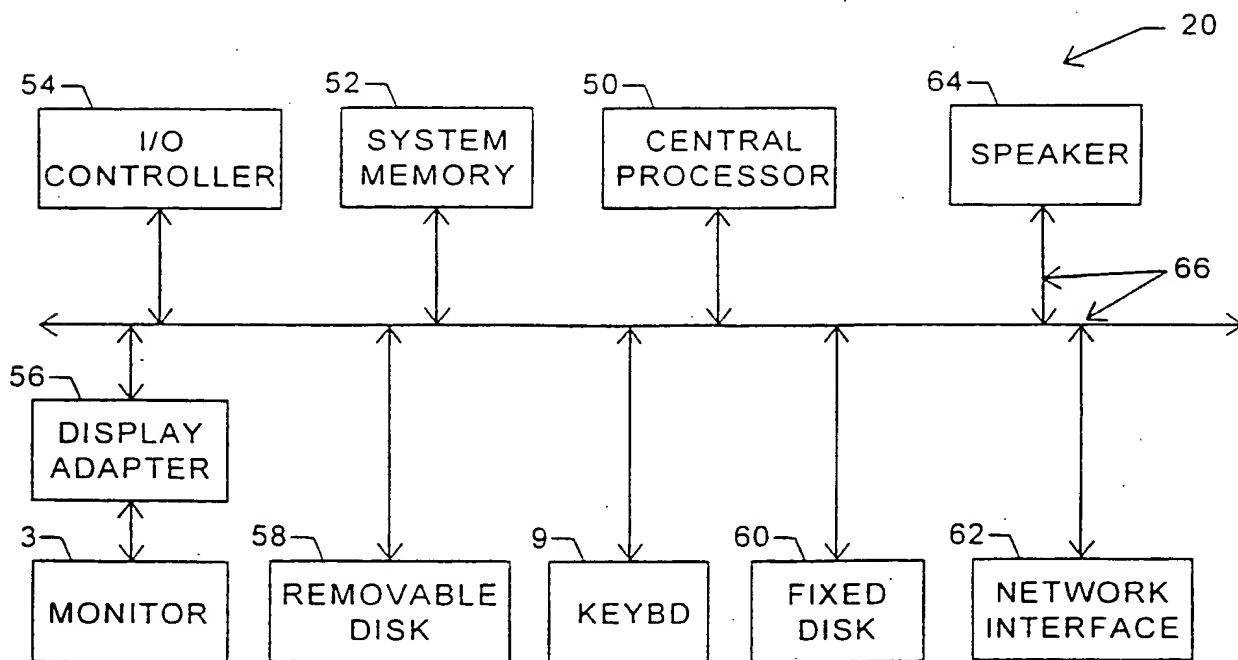 20
54
52
50
64
I/O
CONTROLLER
SYSTEM
MEMORY
CENTRAL
PROCESSOR
SPEAKER
66
56
DISPLAY
ADAPTER
3
58
9
60
62
MONITOR
REMOVABLE
DISK
KEYBD
FIXED
DISK
NETWORK
INTERFACE